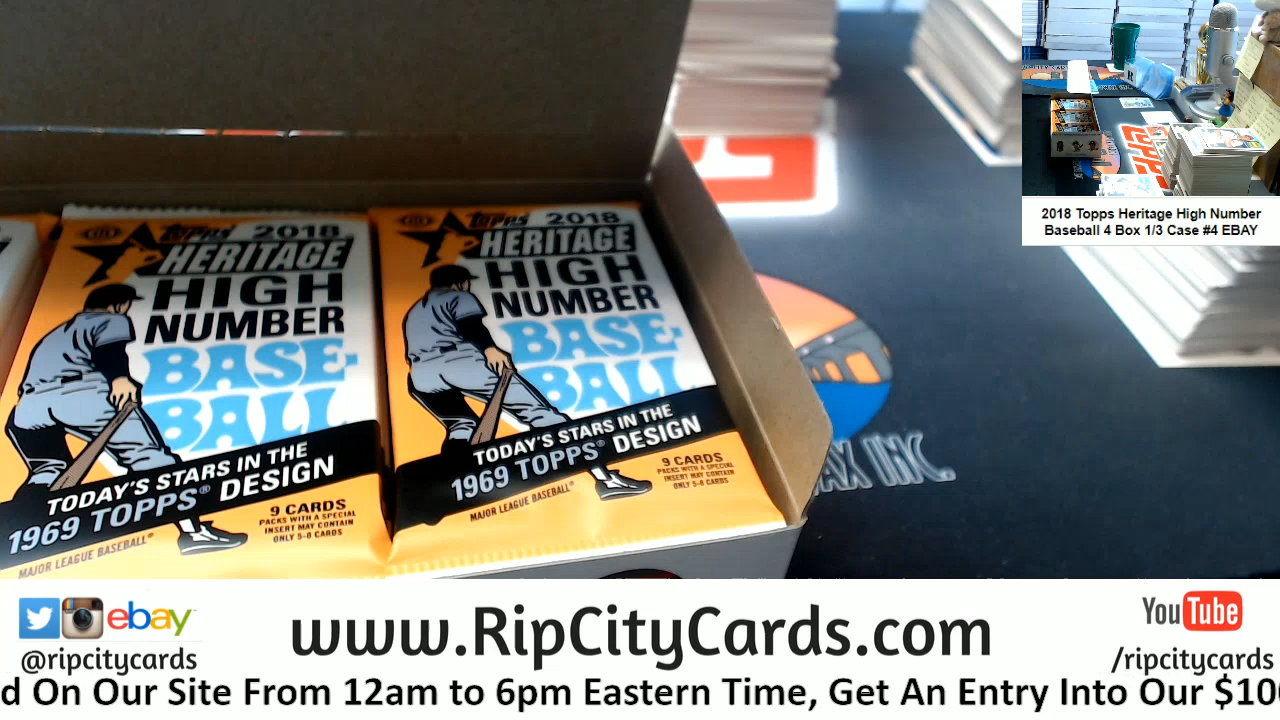 TOPPS 2018
HERITAGE
HIGH
NUMBER
BASE-
BALL
TODAY'S STARS IN THE
1969 TOPPS® DESIGN
9 CARDS
PACKS WITH A SPECIAL
INSERT MAY CONTAIN
ONLY 5-8 CARDS
MAJOR LEAGUE BASEBALL®
TOPPS 2018
HERITAGE
HIGH
NUMBER
BASE-
BALL
TODAY'S STARS IN THE
1969 TOPPS® DESIGN
9 CARDS
PACKS WITH A SPECIAL
INSERT MAY CONTAIN
ONLY 5-8 CARDS
MAJOR LEAGUE BASEBALL®
INC.
2018 Topps Heritage High Number
Baseball 4 Box 1/3 Case #4 EBAY
ebay
@ripcitycards
www.RipCityCards.com
YouTube
/ripcitycards
d On Our Site From 12am to 6pm Eastern Time, Get An Entry Into Our $10